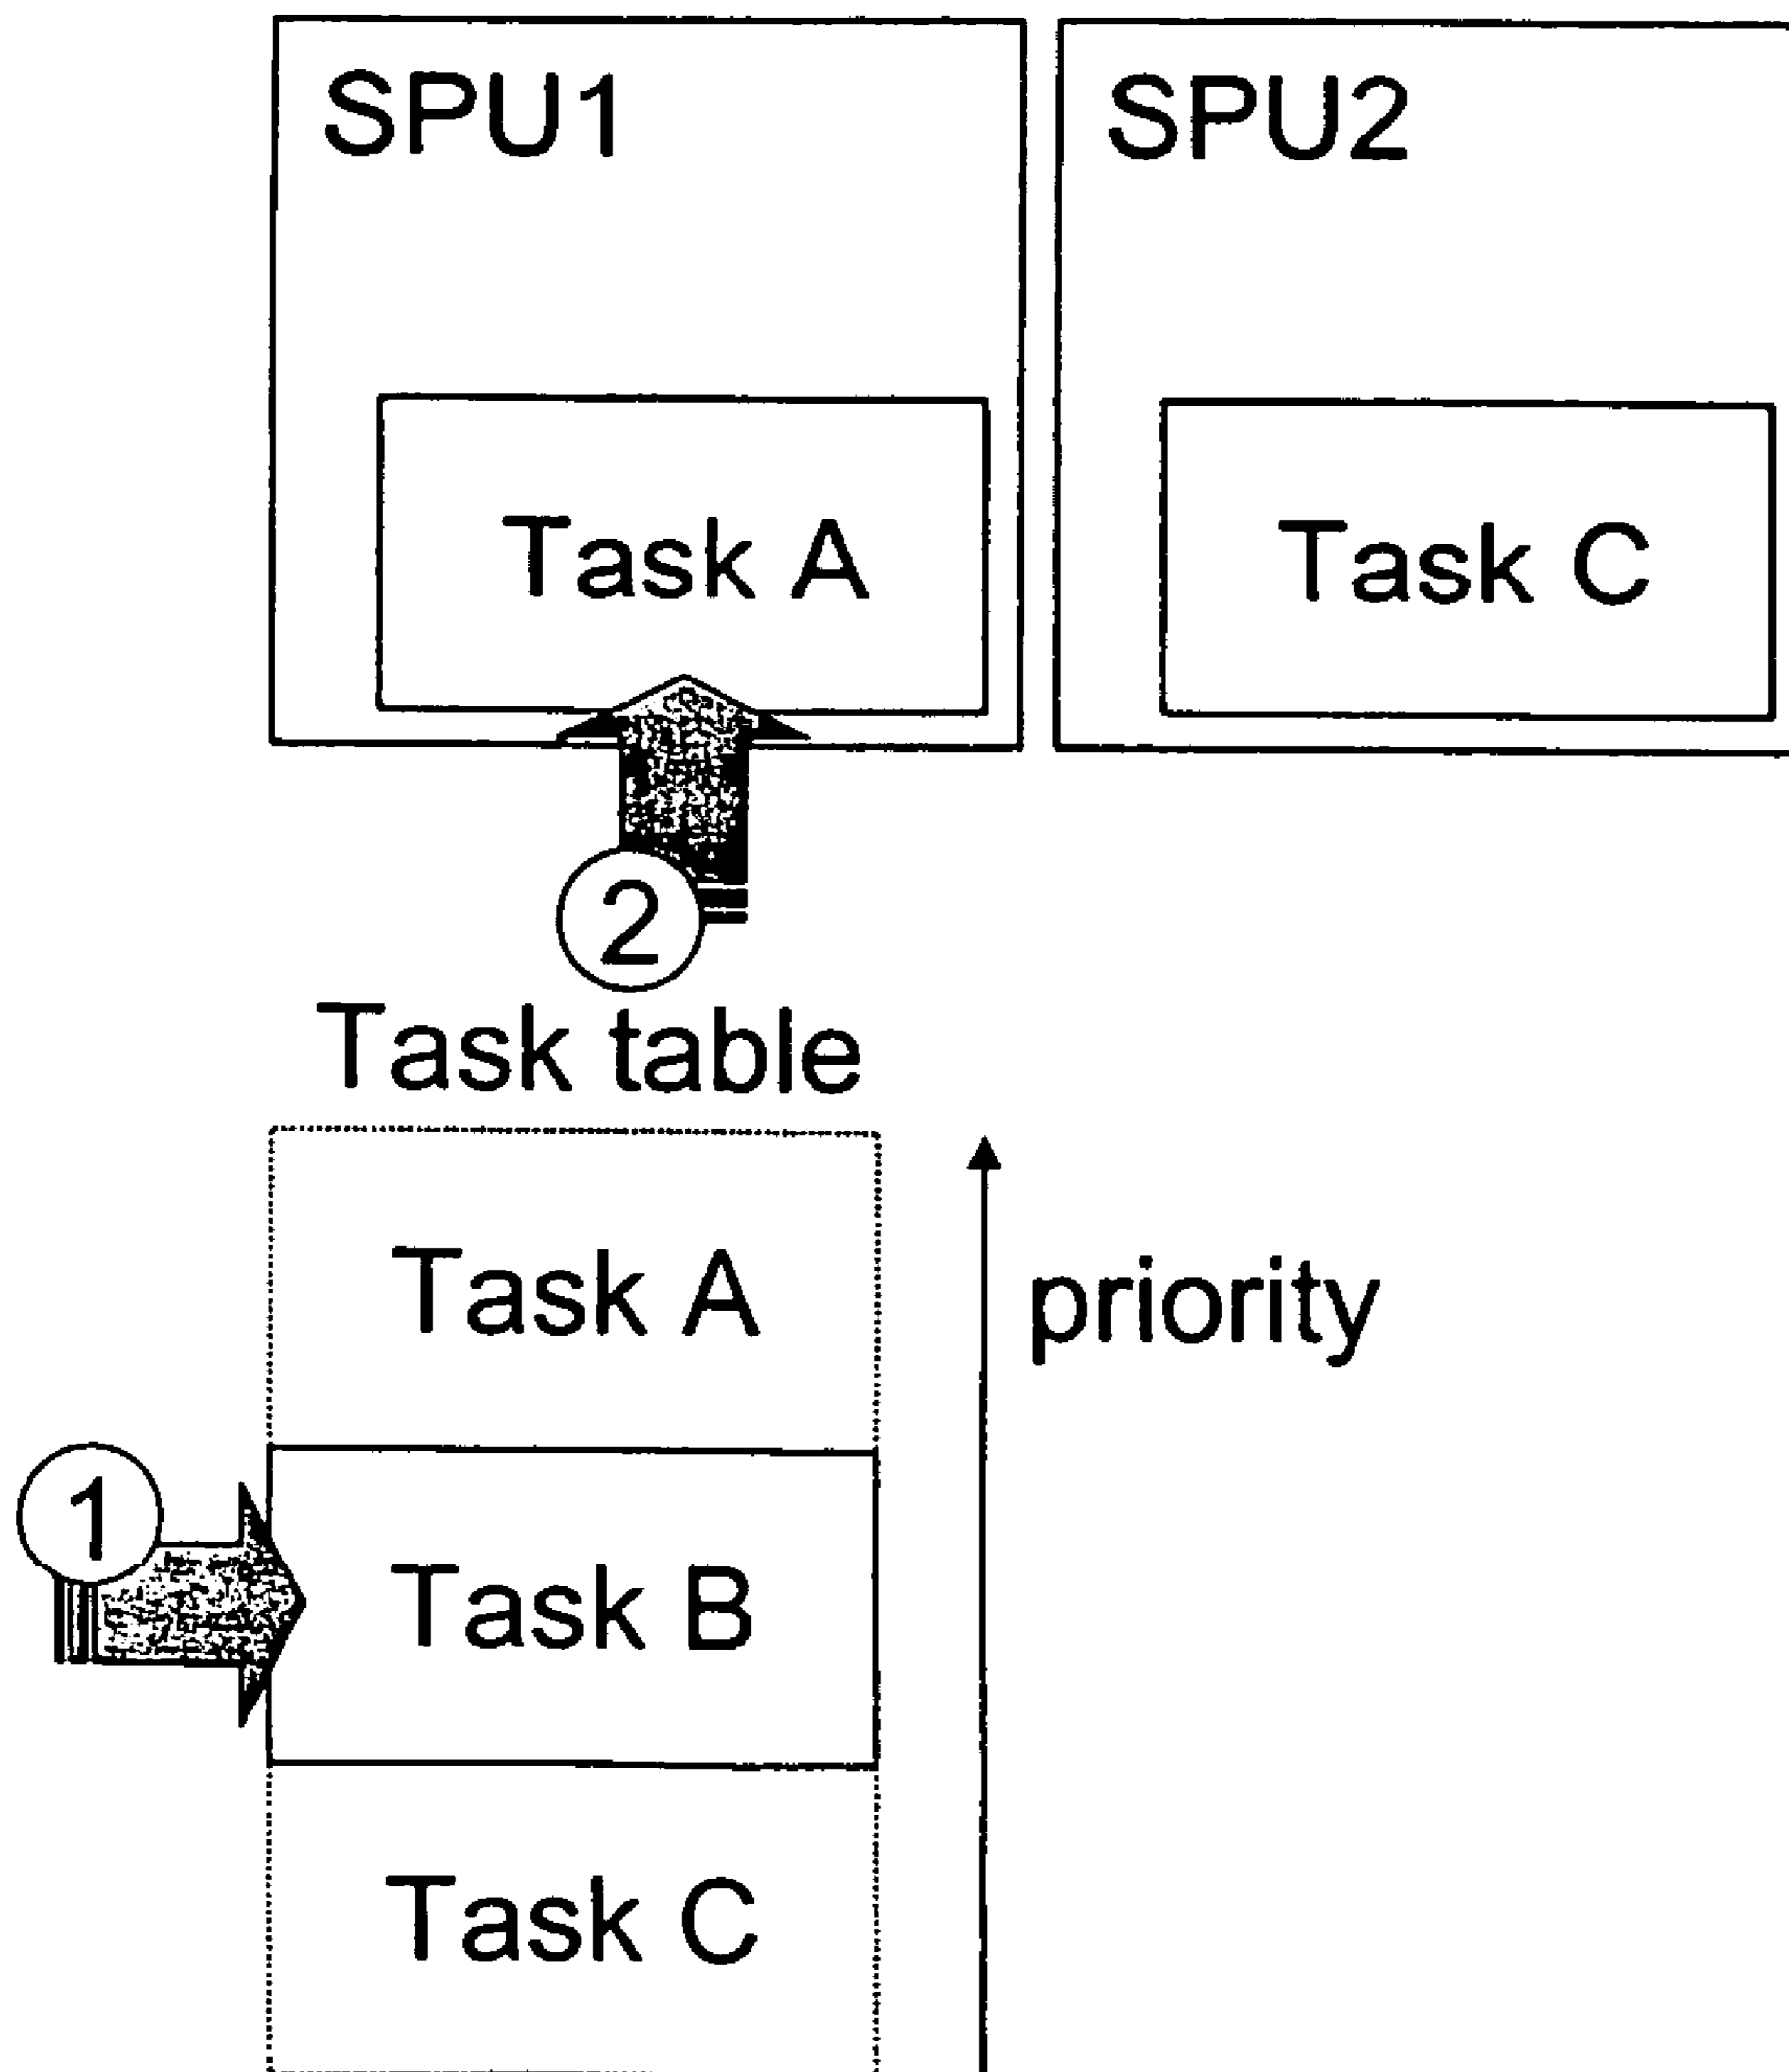 SPU1 SPU2
Task A Task C
2
Task table
Task A
priority
1
Task B
Task C